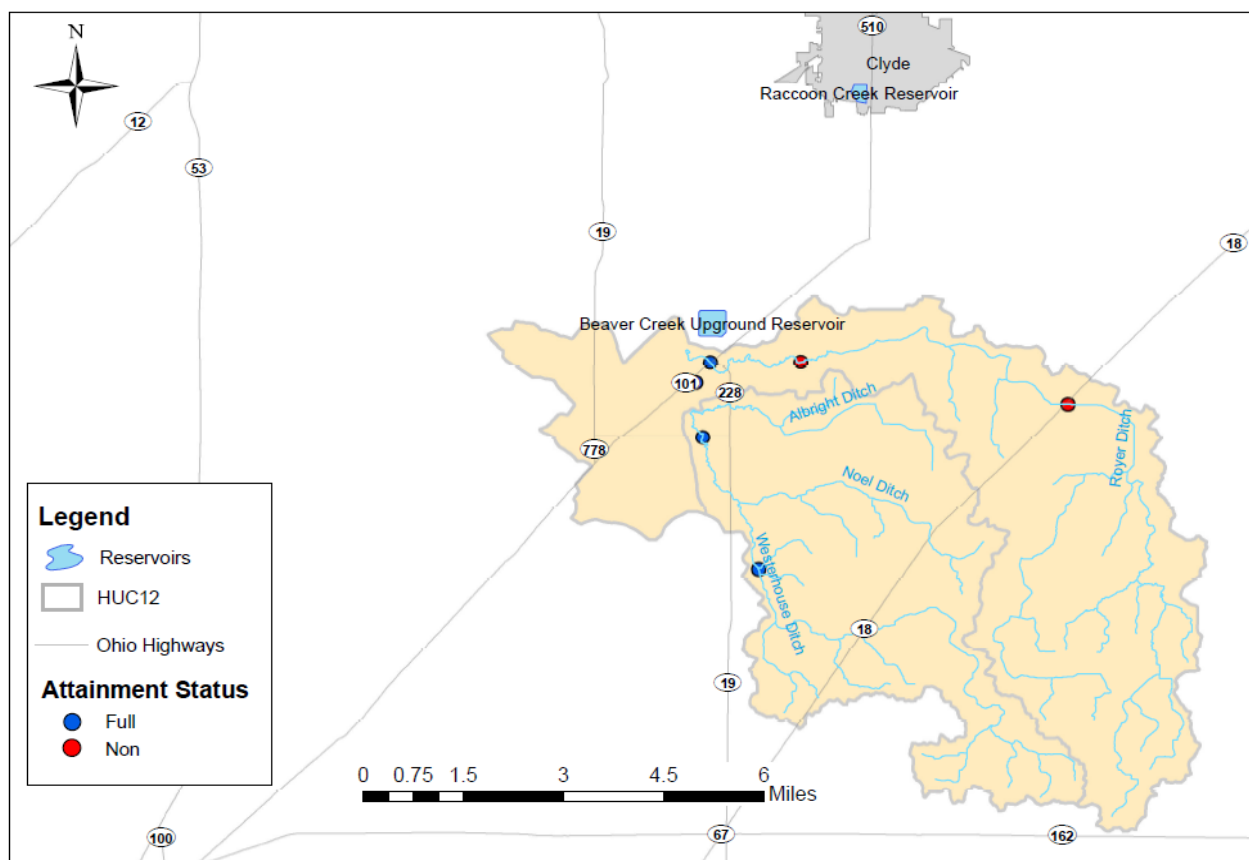 N
510
Clyde
Raccoon Creek Reservoir
12
53
19
18
Beaver Creek Upground Reservoir
101
228
Albright Ditch
Royer Ditch
778
Noel Ditch
Westerhouse Ditch
18
19
Legend
Reservoirs
HUC12
Ohio Highways
Attainment Status
Full
Non
0 0.75 1.5 3 4.5 6
Miles
100
67
162